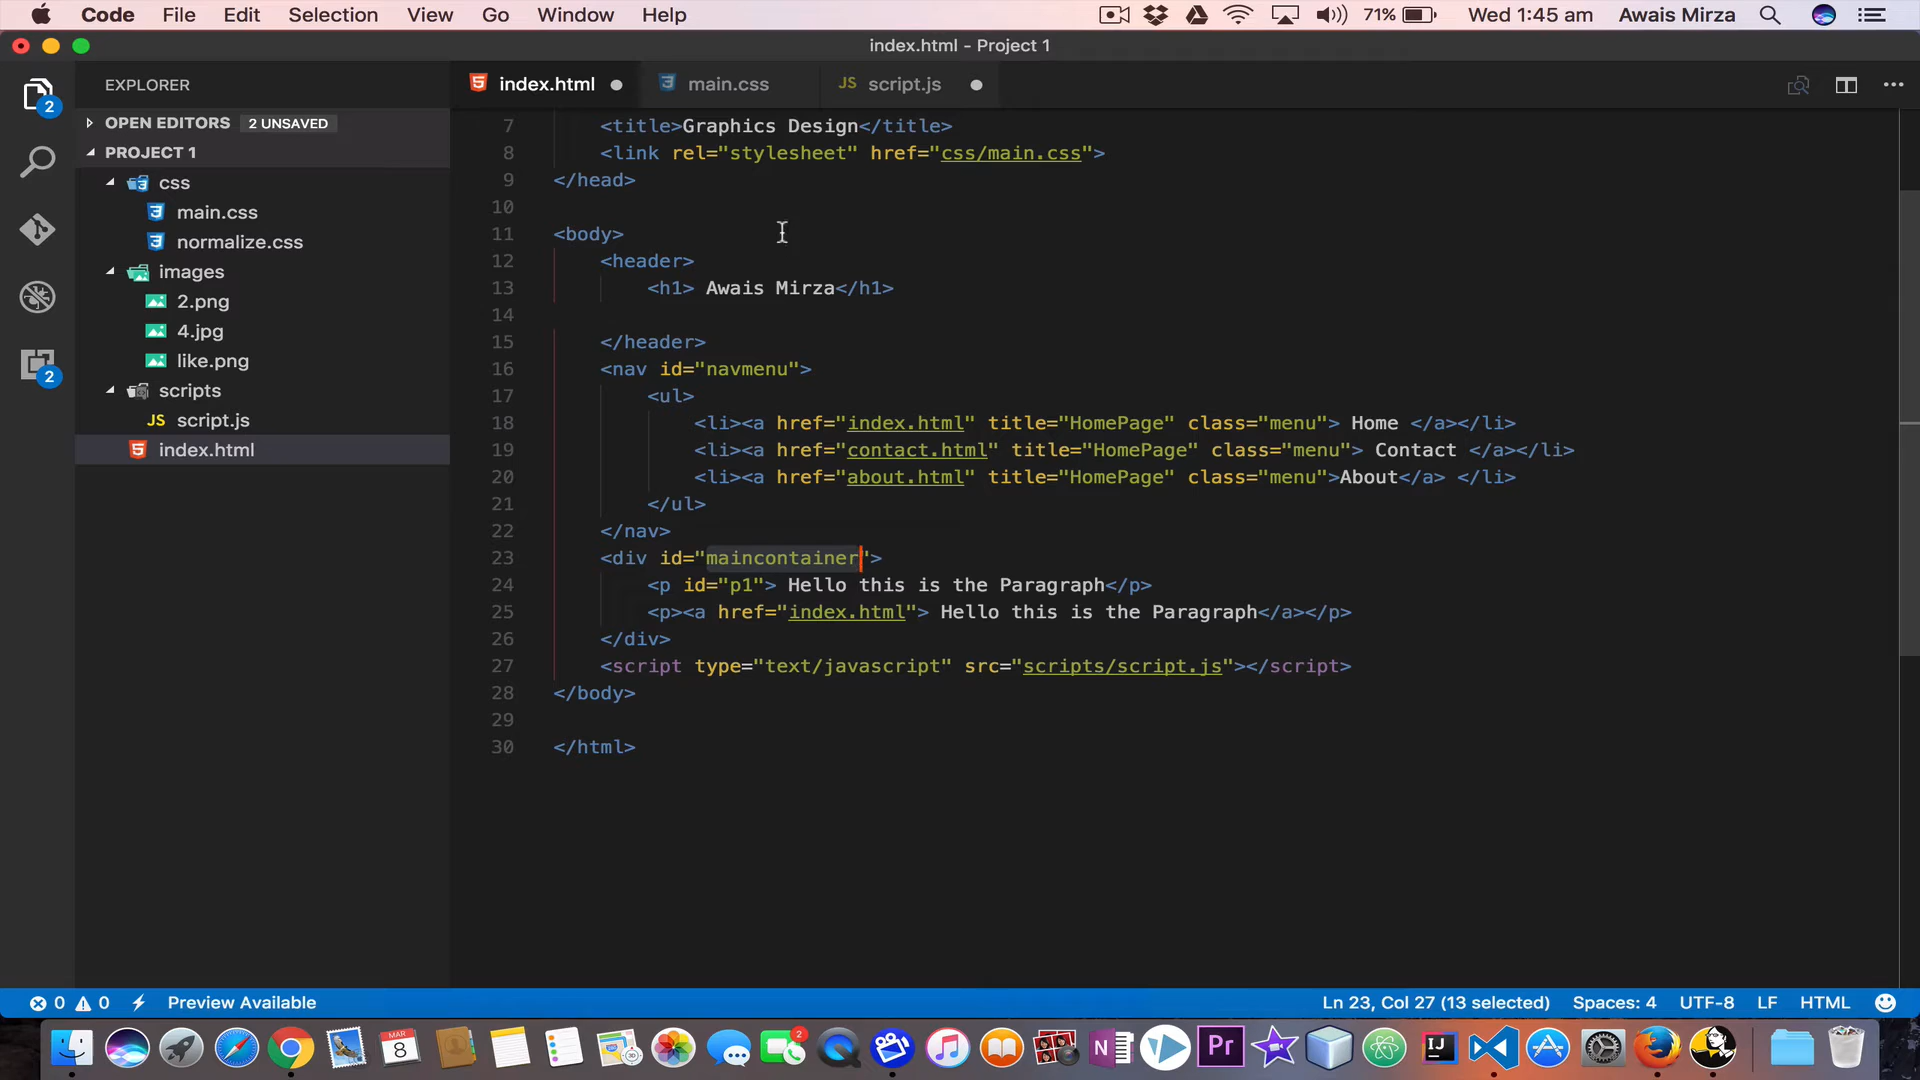 Code File Edit Selection View Go Window Help 71% Wed 1:45 am Awais Mirza
index.html - Project 1
EXPLORER
OPEN EDITORS 2 UNSAVED
PROJECT 1
css
main.css
normalize.css
images
2.png
4.jpg
like.png
scripts
JS script.js
index.html
2
2
index.html main.css JS script.js
7 <title>Graphics Design</title>
8 <link rel="stylesheet" href="css/main.css">
9 </head>
10
11 <body>
12 <header>
13 <h1> Awais Mirza</h1>
14
15 </header>
16 <nav id="navmenu">
17 <ul>
18 <li><a href="index.html" title="HomePage" class="menu"> Home </a></li>
19 <li><a href="contact.html" title="HomePage" class="menu"> Contact </a></li>
20 <li><a href="about.html" title="HomePage" class="menu">About</a> </li>
21 </ul>
22 </nav>
23 <div id="maincontainer">
24 <p id="p1"> Hello this is the Paragraph</p>
25 <p><a href="index.html"> Hello this is the Paragraph</a></p>
26 </div>
27 <script type="text/javascript" src="scripts/script.js"></script>
28 </body>
29
30 </html>
0 0 Preview Available Ln 23, Col 27 (13 selected) Spaces: 4 UTF-8 LF HTML
MAR 8 3D 2 N Pr IJ